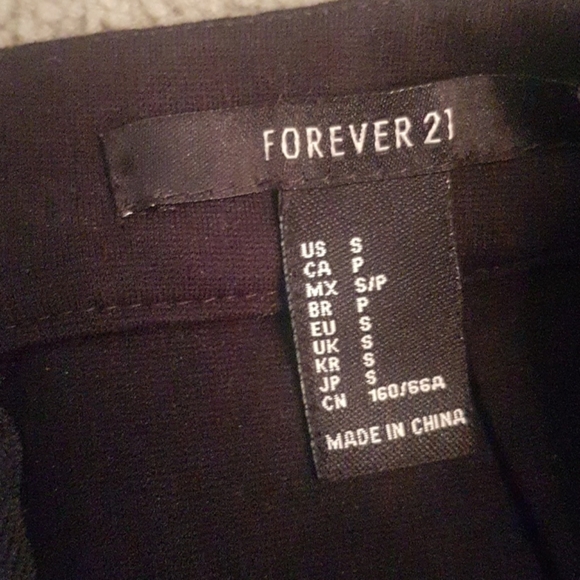 FOREVER 21
US S
CA P
MX S/P
BR P
EU S
UK S
KR S
JP S
CN 160/66A
MADE IN CHINA